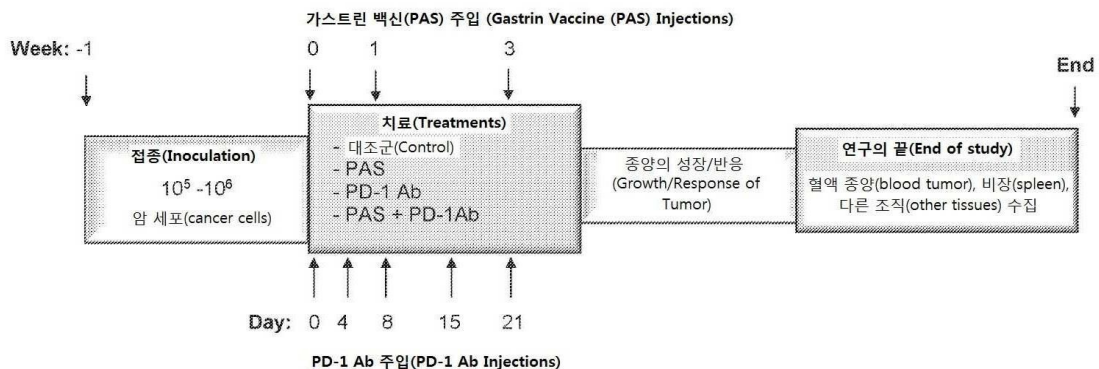 가스트린 백신(PAS) 주입 (Gastrin Vaccine (PAS) Injections)
Week: -1 0 1 3
End
접종(Inoculation)
10⁵ -10⁶
암 세포(cancer cells)
치료(Treatments)
- 대조군(Control)
- PAS
- PD-1 Ab
- PAS + PD-1Ab
종양의 성장/반응
(Growth/Response of
Tumor)
연구의 끝(End of study)
혈액 종양(blood tumor), 비장(spleen),
다른 조직(other tissues) 수집
Day: 0 4 8 15 21
PD-1 Ab 주입(PD-1 Ab Injections)